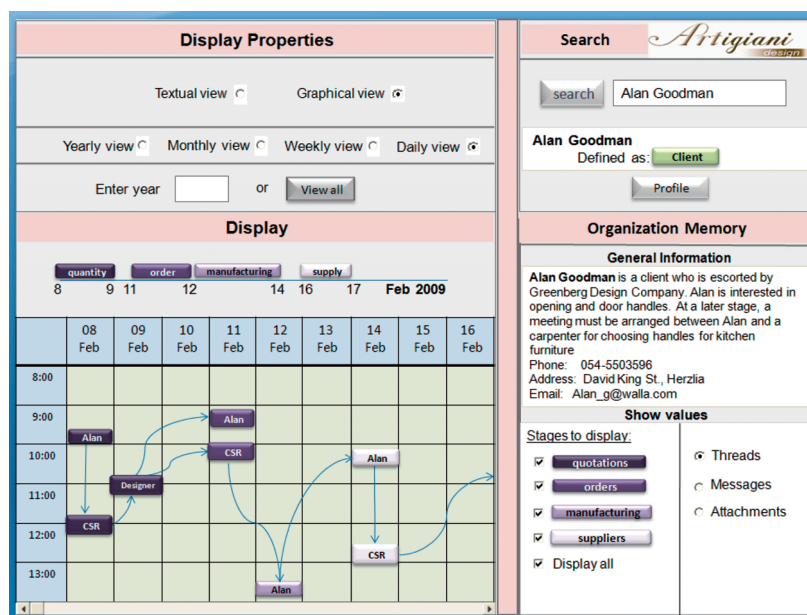 Display Properties
Textual view Graphical view
Yearly view Monthly view Weekly view Daily view
Enter year or View all
Display
quantity order manufacturing supply
8 9 11 12 14 16 17 Feb 2009
08 Feb 09 Feb 10 Feb 11 Feb 12 Feb 13 Feb 14 Feb 15 Feb 16 Feb
8:00
9:00
Alan Alan
10:00
CSR Alan
Designer
11:00
CSR
12:00
CSR
13:00
Alan
Search Artigiani
design
search Alan Goodman
Alan Goodman
Defined as: Client
Profile
Organization Memory
General Information
Alan Goodman is a client who is escorted by
Greenberg Design Company. Alan is interested in
opening and door handles. At a later stage, a
meeting must be arranged between Alan and a
carpenter for choosing handles for kitchen
furniture
Phone: 054-5503596
Address: David King St., Herzlia
Email: Alan_g@walla.com
Show values
Stages to display:
quotations
orders
manufacturing
suppliers
Display all
Threads
Messages
Attachments